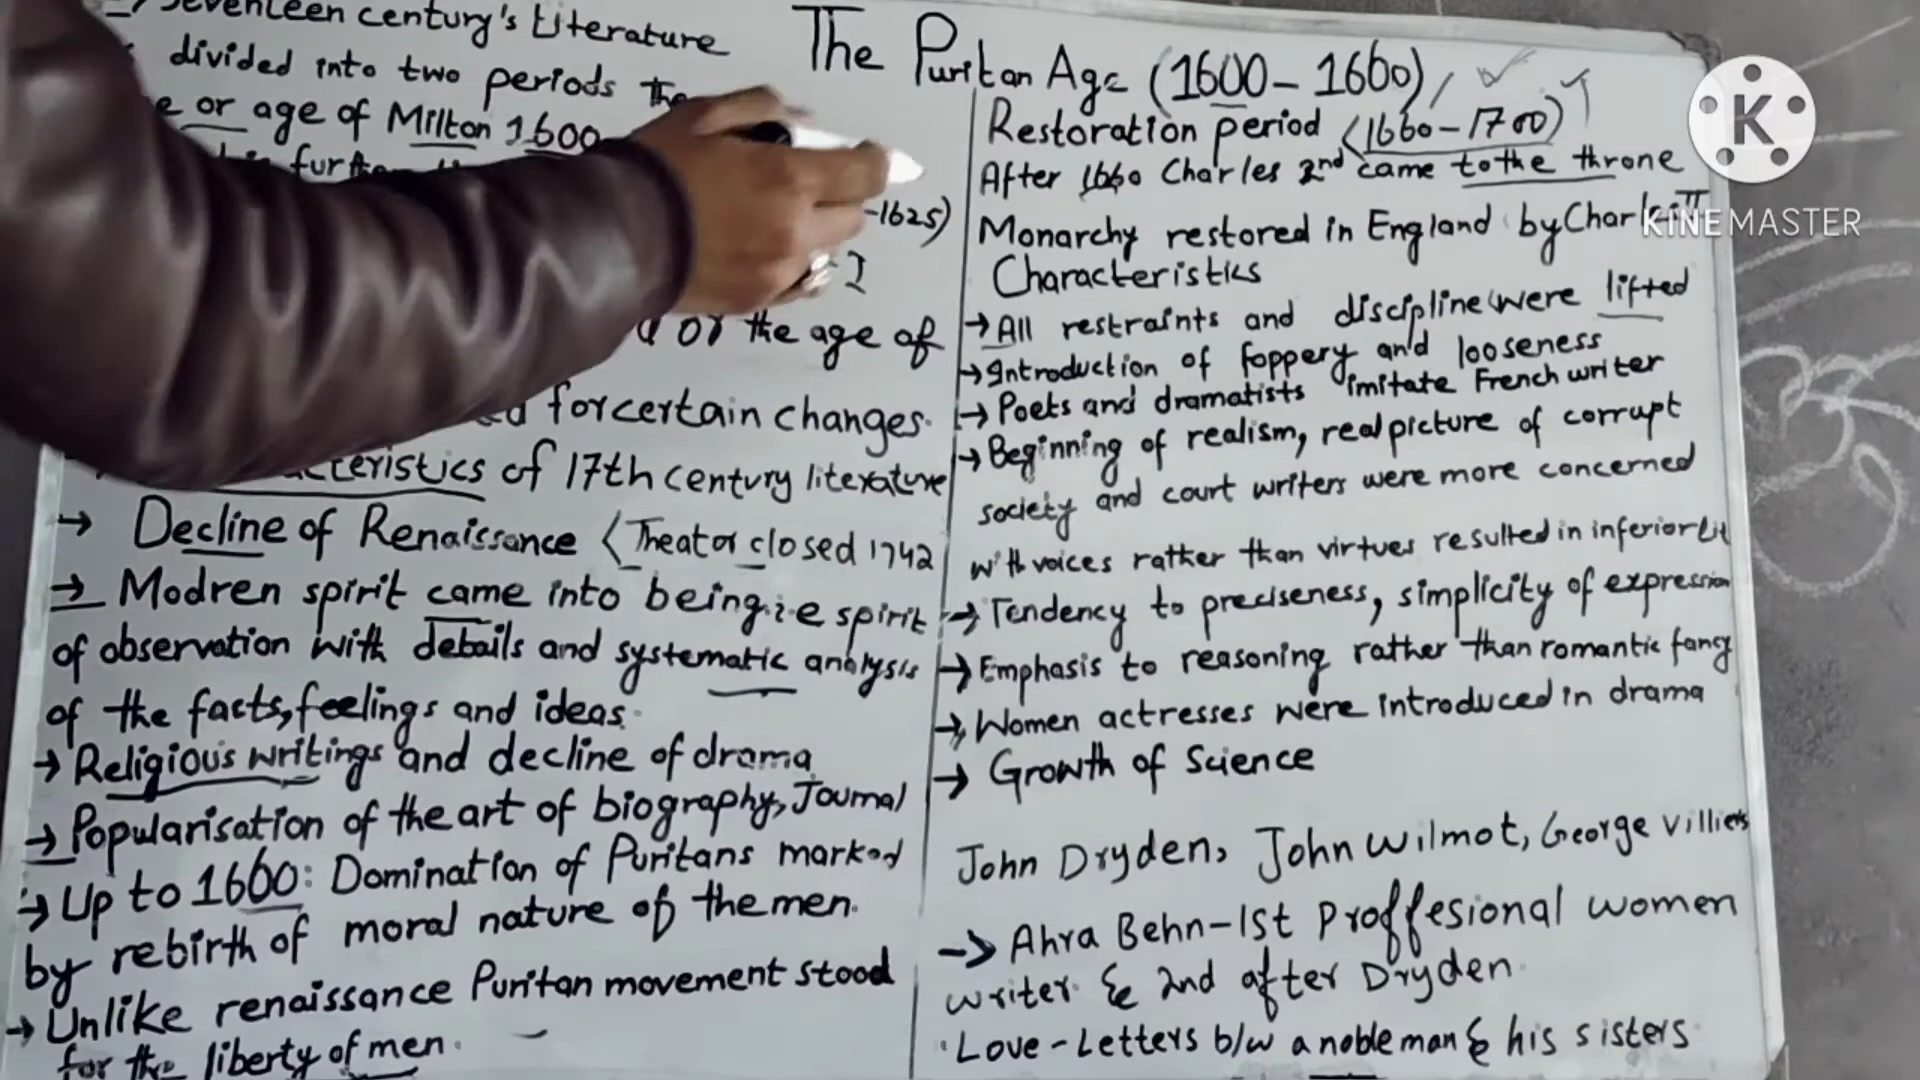 The Puritan Age (1600-1660)
Seventeen century's Literature
divided into two periods the
or age of Milton 1600
-1625)
I
or the age of
for certain changes.
of 17th century literature
→ Decline of Renaissance (Theator closed 1742
→ Modren spirit came into being i.e spirit
of observation with details and systematic analysis
of the facts, feelings and ideas.
→ Religious writings and decline of drama
→ Popularisation of the art of biography, Journal
→ Up to 1660: Domination of Puritans marked
by rebirth of moral nature of the men.
→ Unlike renaissance Puritan movement stood
for the liberty of men.
Restoration period (1660-1700)
After 1660 Charles 2nd came to the throne
Monarchy restored in England by Charles II
Characteristics
→ All restraints and discipline were lifted
→ Introduction of foppery and looseness
→ Poets and dramatists imitate French writer
→ Beginning of realism, real picture of corrupt
society and court writers were more concerned
with voices rather than virtues resulted in inferior Lit
→ Tendency to preciseness, simplicity of expression
→ Emphasis to reasoning rather than romantic fancy
→ Women actresses were introduced in drama
→ Growth of Science
John Dryden, John Wilmot, George Villiers
→ Ahra Behn-1st Proffesional women
writer & 2nd after Dryden
Love-Letters b/w a noble man & his sisters
K
KINEMASTER